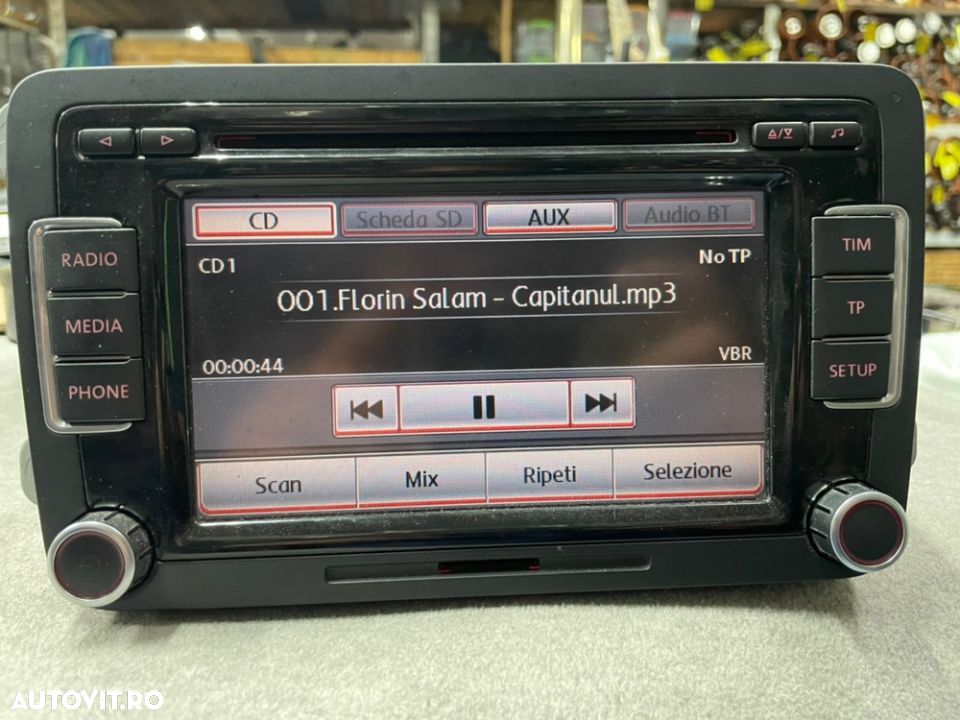 CD
Scheda SD
AUX
Audio BT
RADIO
MEDIA
PHONE
CD1
No TP
001.Florin Salam - Capitanul.mp3
00:00:44
VBR
Scan
Mix
Ripeti
Selezione
TIM
TP
SETUP
AUTOVIT.RO